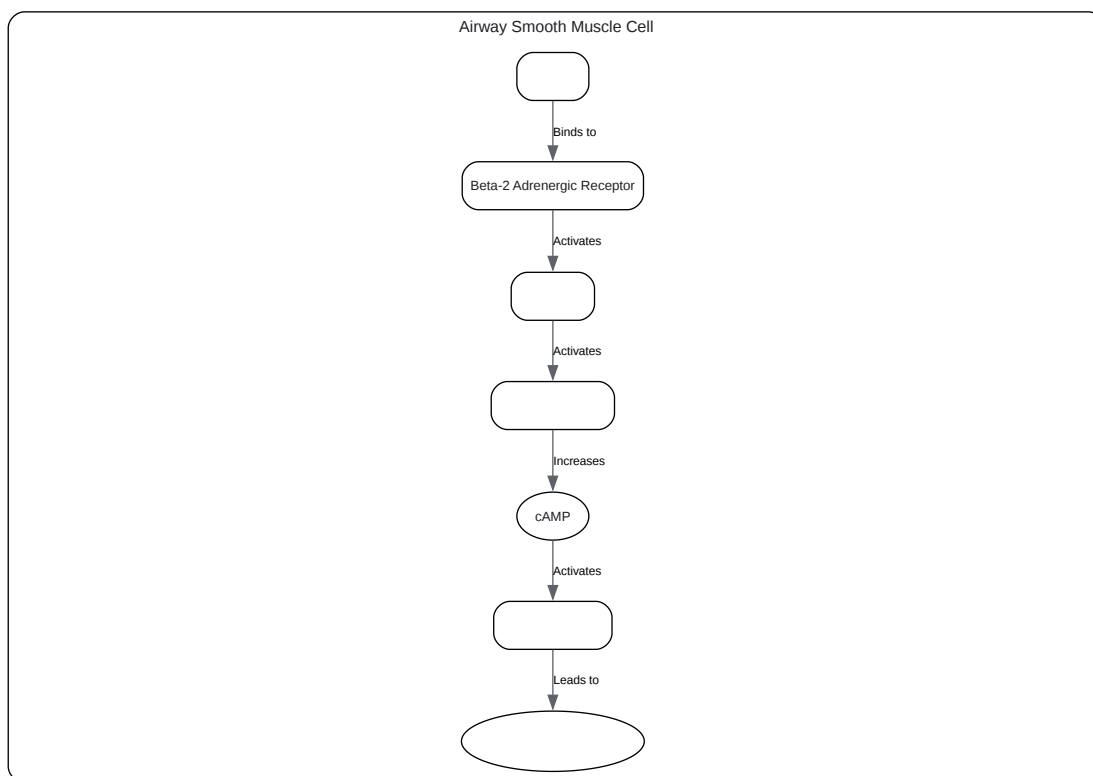 Airway Smooth Muscle Cell
Binds to
Beta-2 Adrenergic Receptor
Activates
Activates
Increases
cAMP
Activates
Leads to